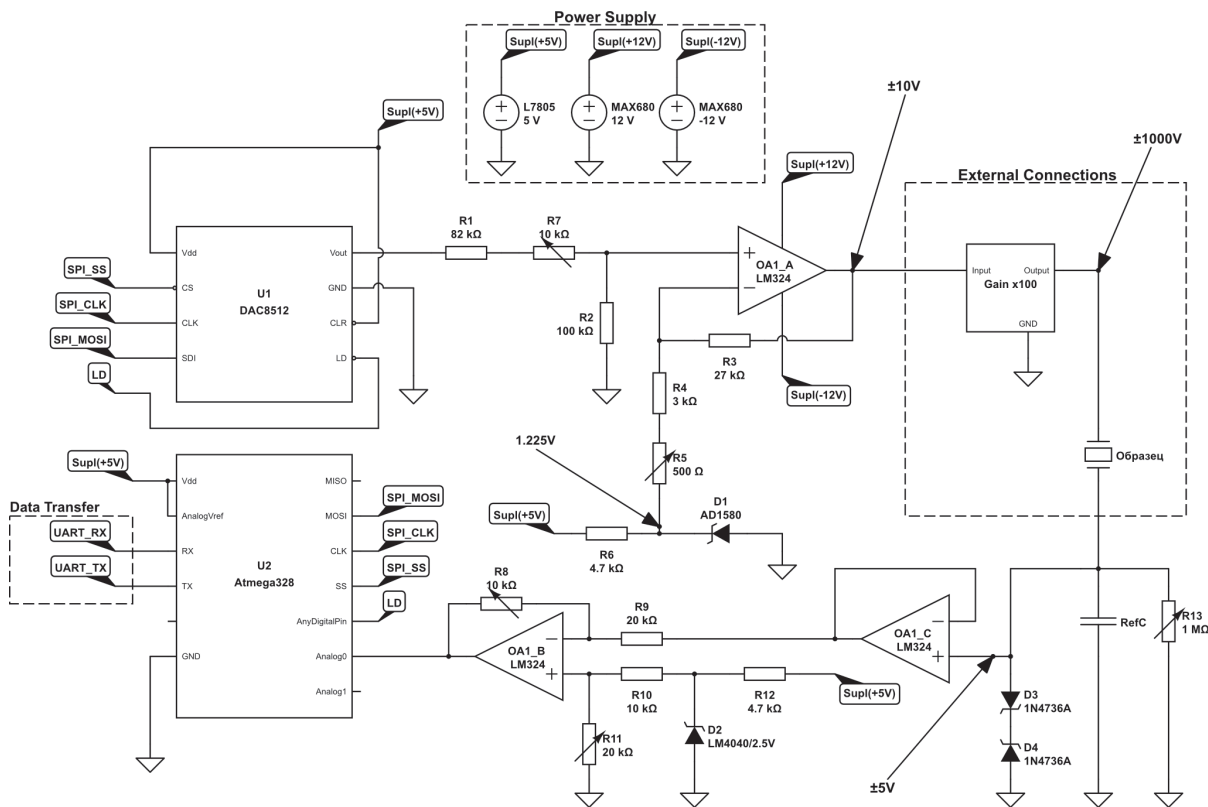 Power Supply
Supl(+5V)
Supl(+12V)
Supl(-12V)
L7805
5 V
MAX680
12 V
MAX680
-12 V
±10V
±1000V
Supl(+5V)
Supl(+12V)
External Connections
R1
82 kΩ
R7
10 kΩ
Vdd
Vout
SPI_SS
CS
GND
U1
DAC8512
SPI_CLK
CLK
CLR
SPI_MOSI
SDI
LD
LD
OA1_A
LM324
Input
Output
Gain x100
GND
R2
100 kΩ
R3
27 kΩ
R4
3 kΩ
Supl(-12V)
1.225V
R5
500 Ω
Образец
Supl(+5V)
Vdd
MISO
Data Transfer
AnalogVref
MOSI
SPI_MOSI
UART_RX
RX
CLK
SPI_CLK
UART_TX
TX
U2
Atmega328
SS
SPI_SS
AnyDigitalPin
LD
GND
Analog0
Analog1
Supl(+5V)
R6
4.7 kΩ
D1
AD1580
R8
10 kΩ
R9
20 kΩ
OA1_B
LM324
OA1_C
LM324
RefC
R13
1 MΩ
R10
10 kΩ
R12
4.7 kΩ
Supl(+5V)
R11
20 kΩ
D2
LM4040/2.5V
D3
1N4736A
D4
1N4736A
±5V